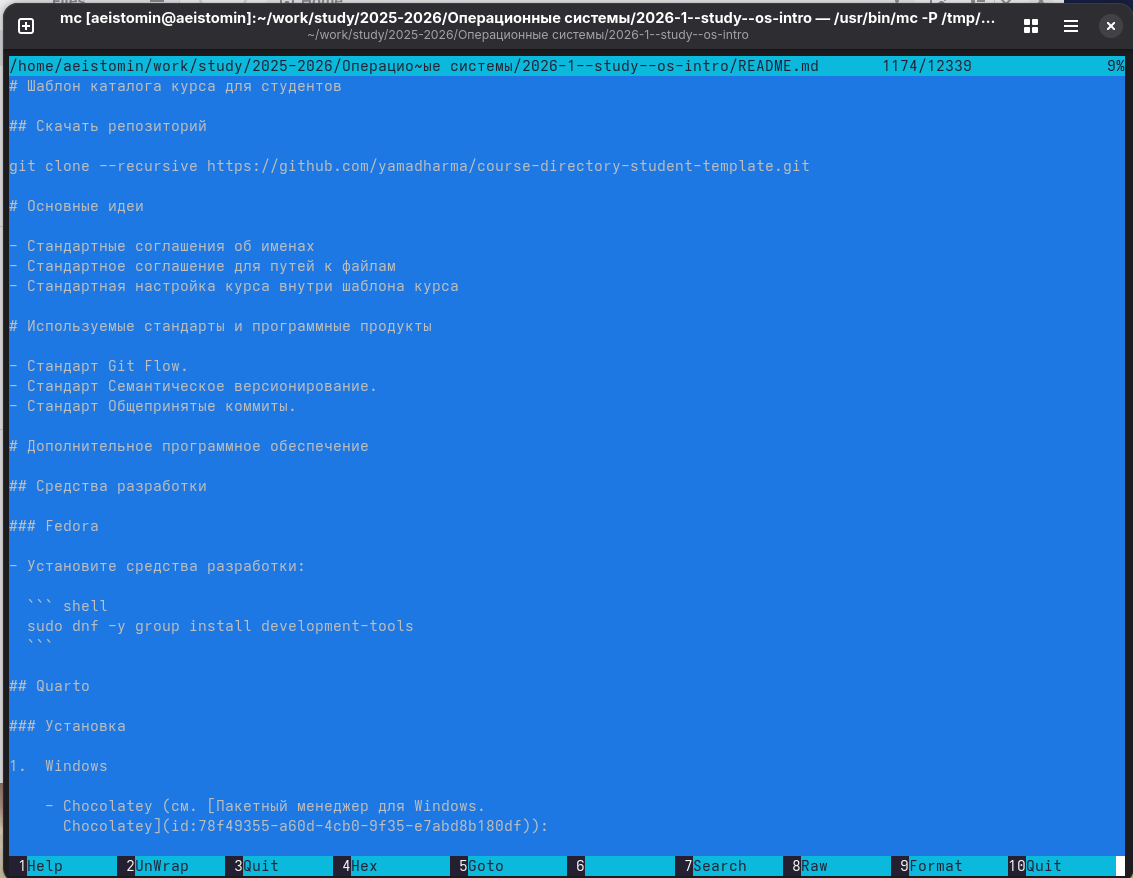 mc [aeistomin@aeistomin]:~/work/study/2025-2026/Операционные системы/2026-1--study--os-intro — /usr/bin/mc -P /tmp/...
~/work/study/2025-2026/Операционные системы/2026-1--study--os-intro
/home/aeistomin/work/study/2025-2026/Операцио~ые системы/2026-1--study--os-intro/README.md 1174/12339 9%
# Шаблон каталога курса для студентов
## Скачать репозиторий
git clone --recursive https://github.com/yamadharma/course-directory-student-template.git
# Основные идеи
- Стандартные соглашения об именах
- Стандартное соглашение для путей к файлам
- Стандартная настройка курса внутри шаблона курса
# Используемые стандарты и программные продукты
- Стандарт Git Flow.
- Стандарт Семантическое версионирование.
- Стандарт Общепринятые коммиты.
# Дополнительное программное обеспечение
## Средства разработки
### Fedora
- Установите средства разработки:
``` shell
sudo dnf -y group install development-tools
```
## Quarto
### Установка
1. Windows
- Chocolatey (см. [Пакетный менеджер для Windows.
Chocolatey](id:78f49355-a60d-4cb0-9f35-e7abd8b180df)):
1Help 2UnWrap 3Quit 4Hex 5Goto 6 7Search 8Raw 9Format 10Quit